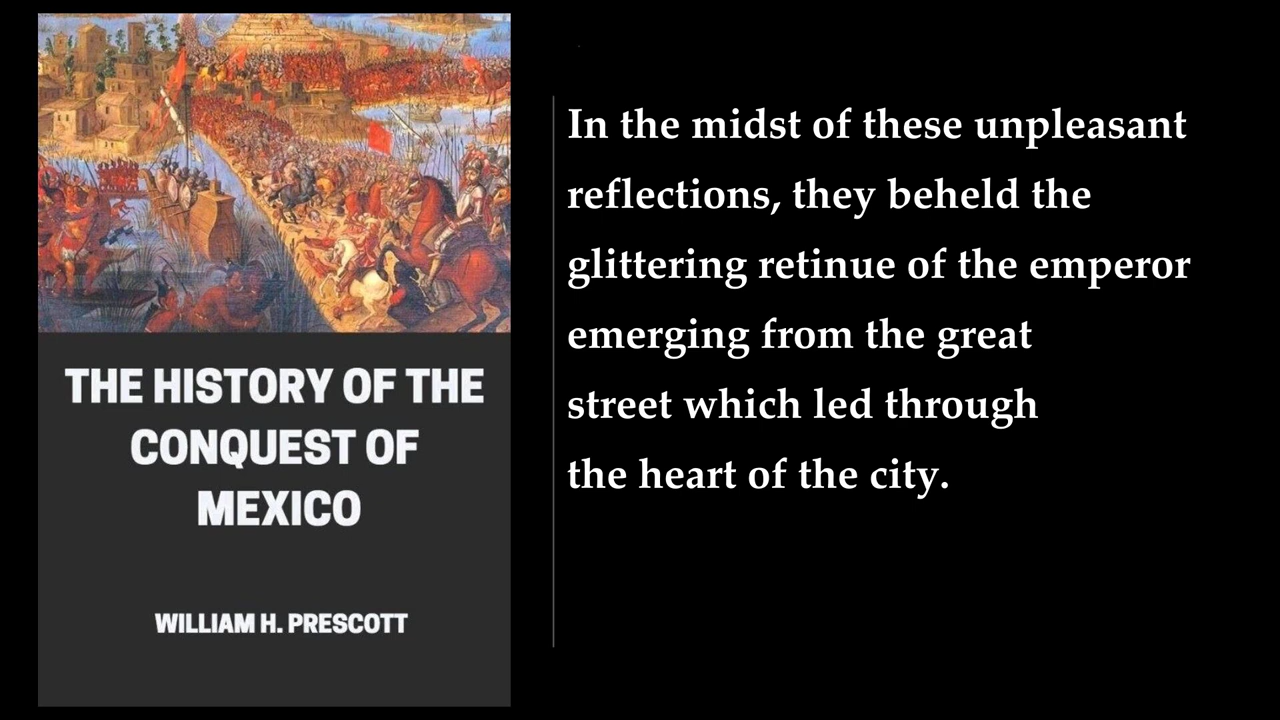 THE HISTORY OF THE
CONQUEST OF
MEXICO
WILLIAM H. PRESCOTT
In the midst of these unpleasant
reflections, they beheld the
glittering retinue of the emperor
emerging from the great
street which led through
the heart of the city.